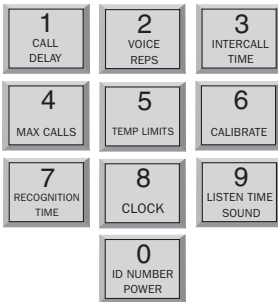 1
CALL
DELAY
2
VOICE
REPS
3
INTERCALL
TIME
4
MAX CALLS
5
TEMP LIMITS
6
CALIBRATE
7
RECOGNITION
TIME
8
CLOCK
9
LISTEN TIME
SOUND
0
ID NUMBER
POWER